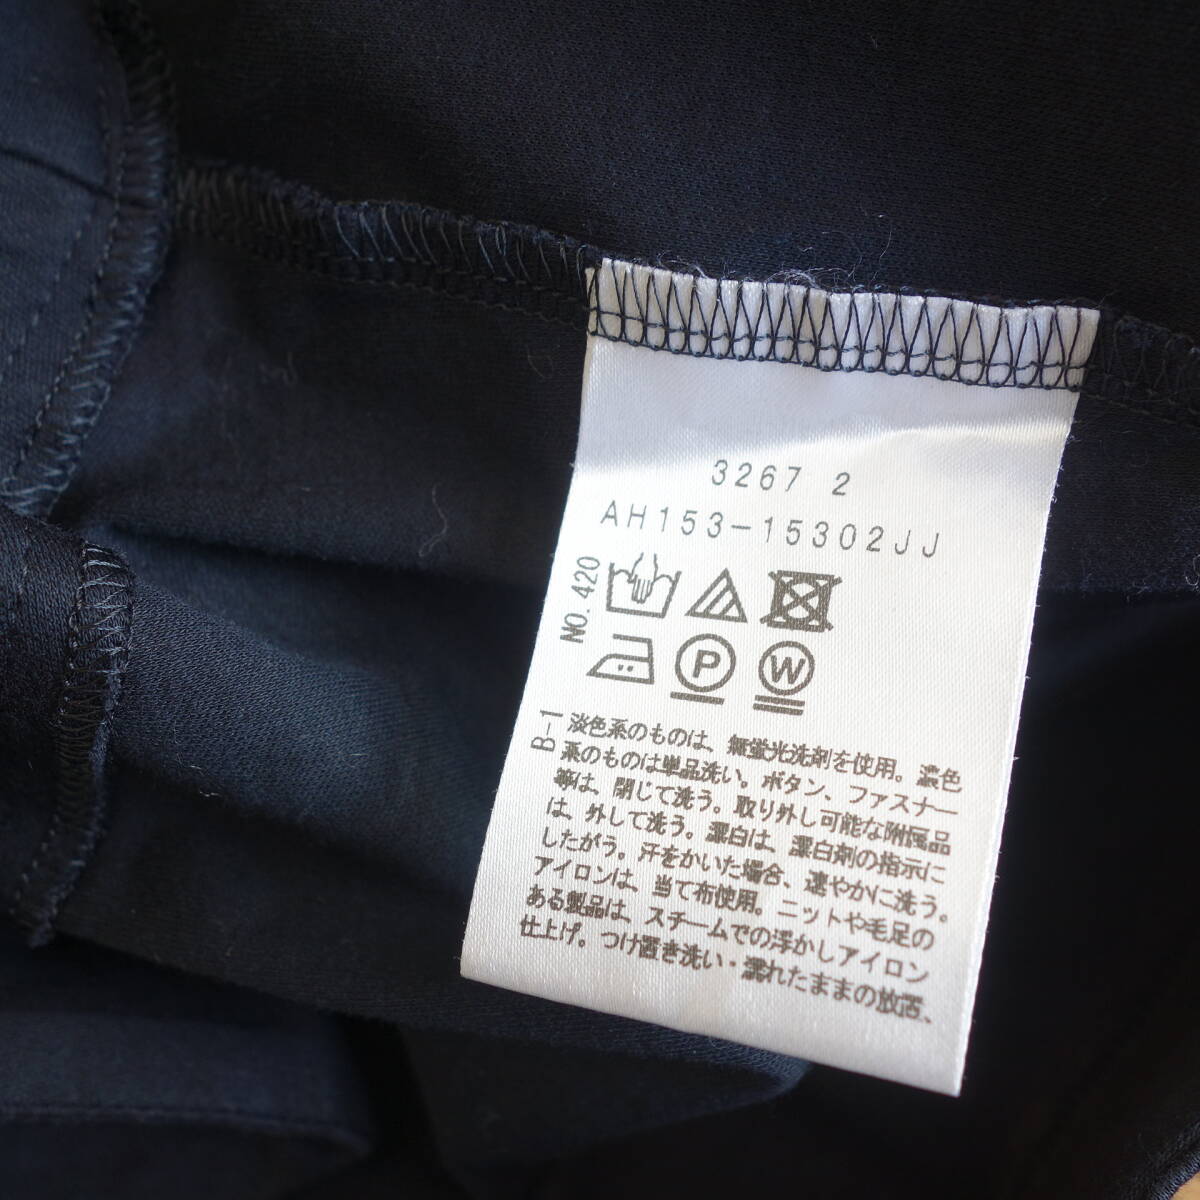 3267 2
AH153-15302JJ
NO. 420
P
W
B-1
淡色系のものは、無蛍光洗剤を使用。濃色
系のものは単品洗い。ボタン、ファスナー
等は、閉じて洗う。取り外し可能な附属品
は、外して洗う。漂白は、漂白剤の指示に
したがう。汗をかいた場合、速やかに洗う。
アイロンは、当て布使用。ニットや毛足の
ある製品は、スチームでの浮かしアイロン
仕上げ。つけ置き洗い・濡れたままの放置、